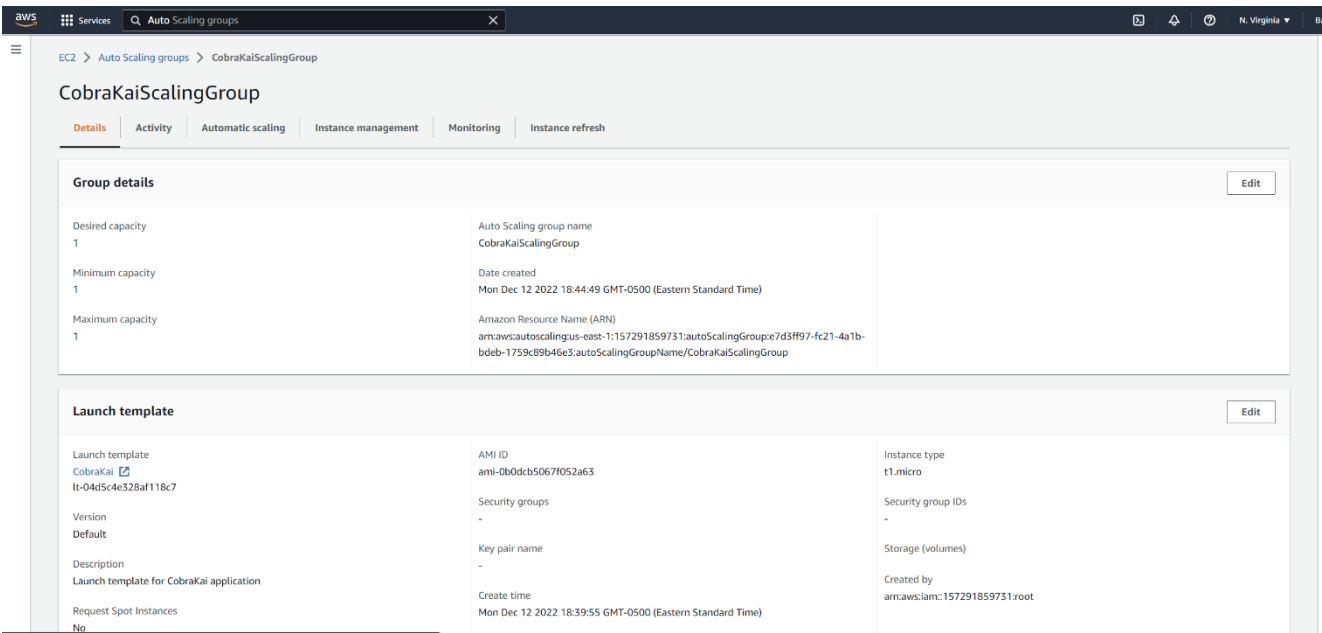 aws
Services
Auto Scaling groups
N. Virginia
EC2 > Auto Scaling groups > CobraKaiScalingGroup
CobraKaiScalingGroup
Details Activity Automatic scaling Instance management Monitoring Instance refresh
Group details
Edit
Desired capacity
1
Minimum capacity
1
Maximum capacity
1
Auto Scaling group name
CobraKaiScalingGroup
Date created
Mon Dec 12 2022 18:44:49 GMT-0500 (Eastern Standard Time)
Amazon Resource Name (ARN)
arn:aws:autoscaling:us-east-1:157291859731:autoScalingGroup:e7d3ff97-fc21-4a1b-
bdeb-1759c89b46e3:autoScalingGroupName/CobraKaiScalingGroup
Launch template
Edit
Launch template
CobraKai
lt-04d5c4e328af118c7
Version
Default
Description
Launch template for CobraKai application
Request Spot Instances
No
AMI ID
ami-0b0dcb5067f052a63
Security groups
-
Key pair name
-
Create time
Mon Dec 12 2022 18:39:55 GMT-0500 (Eastern Standard Time)
Instance type
t1.micro
Security group IDs
-
Storage (volumes)
Created by
arn:aws:iam::157291859731:root